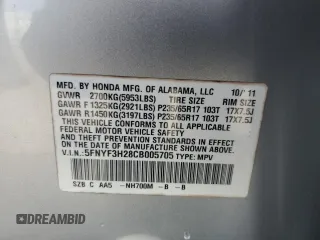 MFD. BY HONDA MFG. OF ALABAMA, LLC 10/11
GVWR 2700KG(5953LBS) TIRE SIZE RIM SIZE
GAWR F1325KG(2921LBS) P235/65R17 103T 17X7.5J
GAWR R1450KG(3197LBS) P235/65R17 103T 17X7.5J
THIS VEHICLE CONFORMS TO ALL APPLICABLE
FEDERAL MOTOR VEHICLE SAFETY AND THEFT
PREVENTION STANDARDS IN EFFECT ON THE DATE
OF MANUFACTURE SHOWN ABOVE.
V.I.N.: 5FNYF3H28CB005705 TYPE: MPV
SZB C AA5 -NH700M -B -B
AUTOBIDMASTER